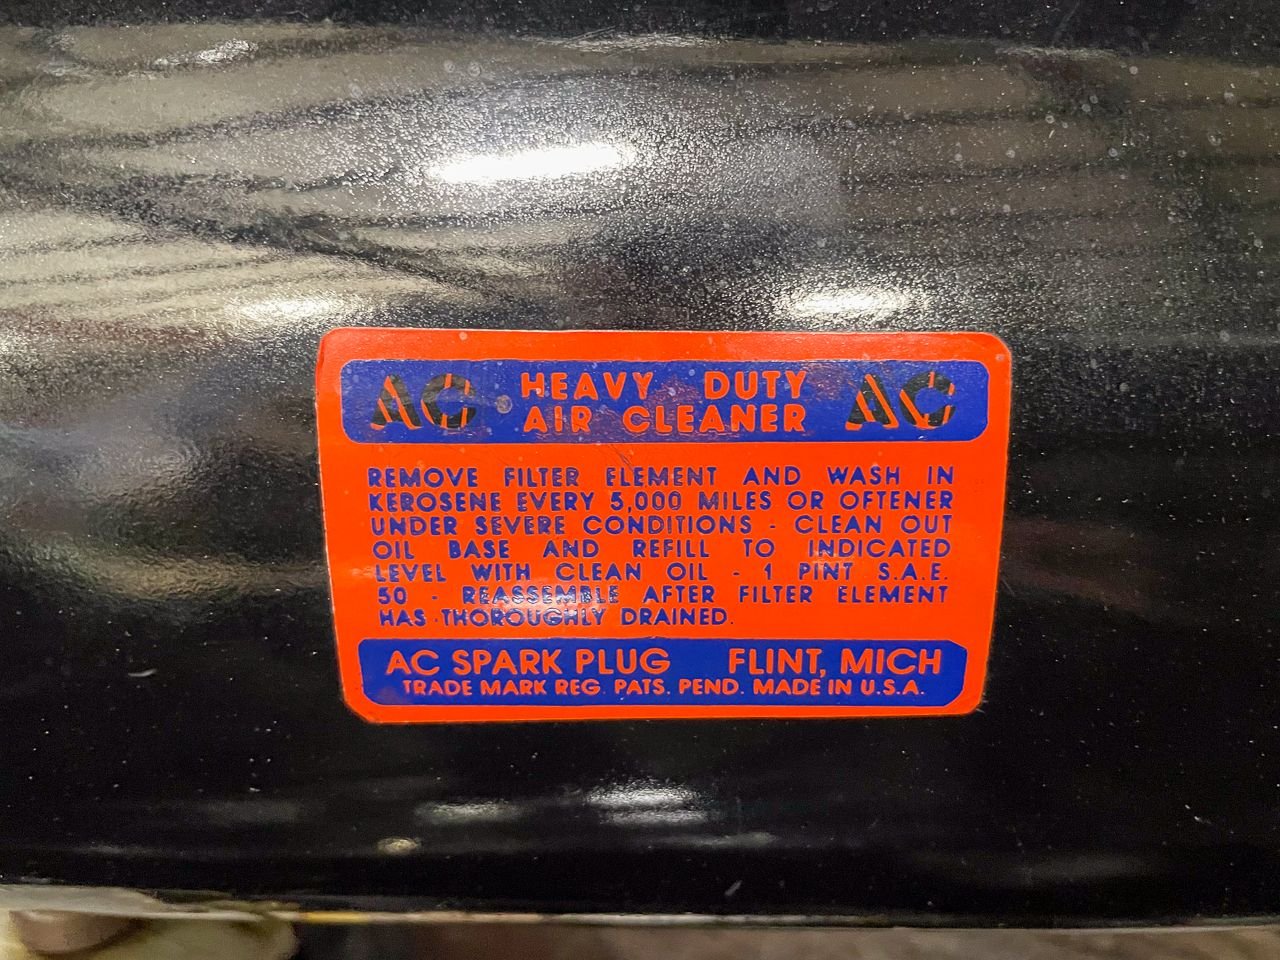 AC HEAVY DUTY AC
AIR CLEANER
REMOVE FILTER ELEMENT AND WASH IN
KEROSENE EVERY 5,000 MILES OR OFTENER
UNDER SEVERE CONDITIONS - CLEAN OUT
OIL BASE AND REFILL TO INDICATED
LEVEL WITH CLEAN OIL - 1 PINT S.A.E.
50 - REASSEMBLE AFTER FILTER ELEMENT
HAS THOROUGHLY DRAINED.
AC SPARK PLUG FLINT, MICH
TRADE MARK REG. PATS. PEND. MADE IN U.S.A.